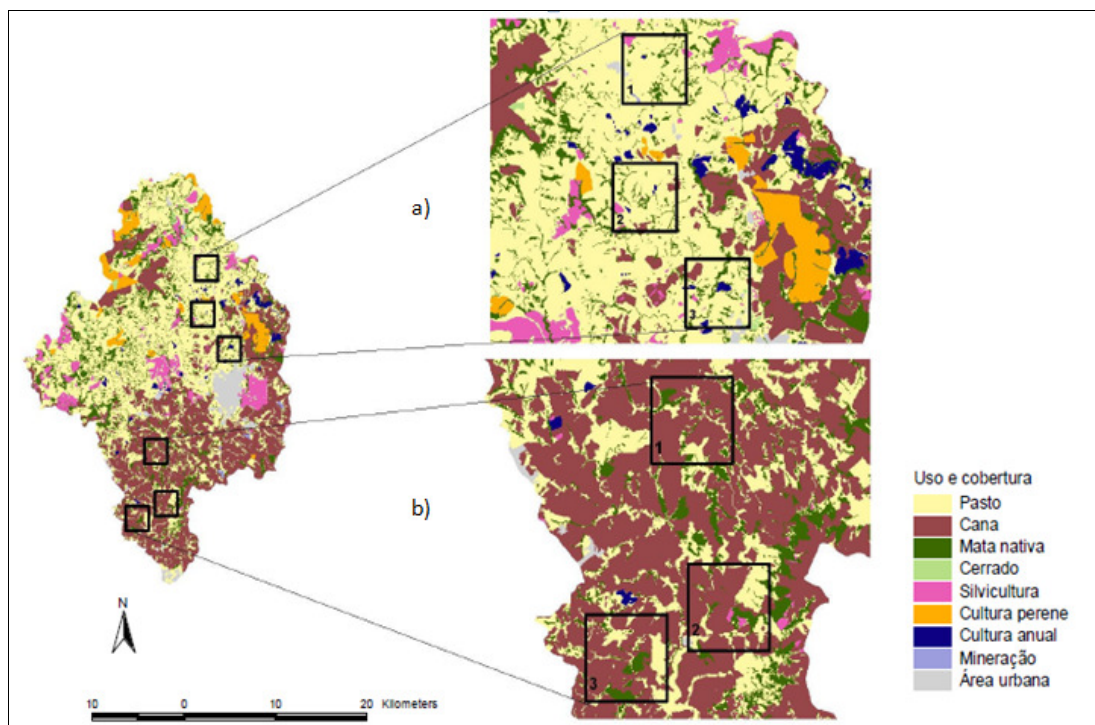 1
a)
2
3
1
b)
2
3
N
10 0 10 20 Kilometers
Uso e cobertura
Pasto
Cana
Mata nativa
Cerrado
Silvicultura
Cultura perene
Cultura anual
Mineração
Área urbana